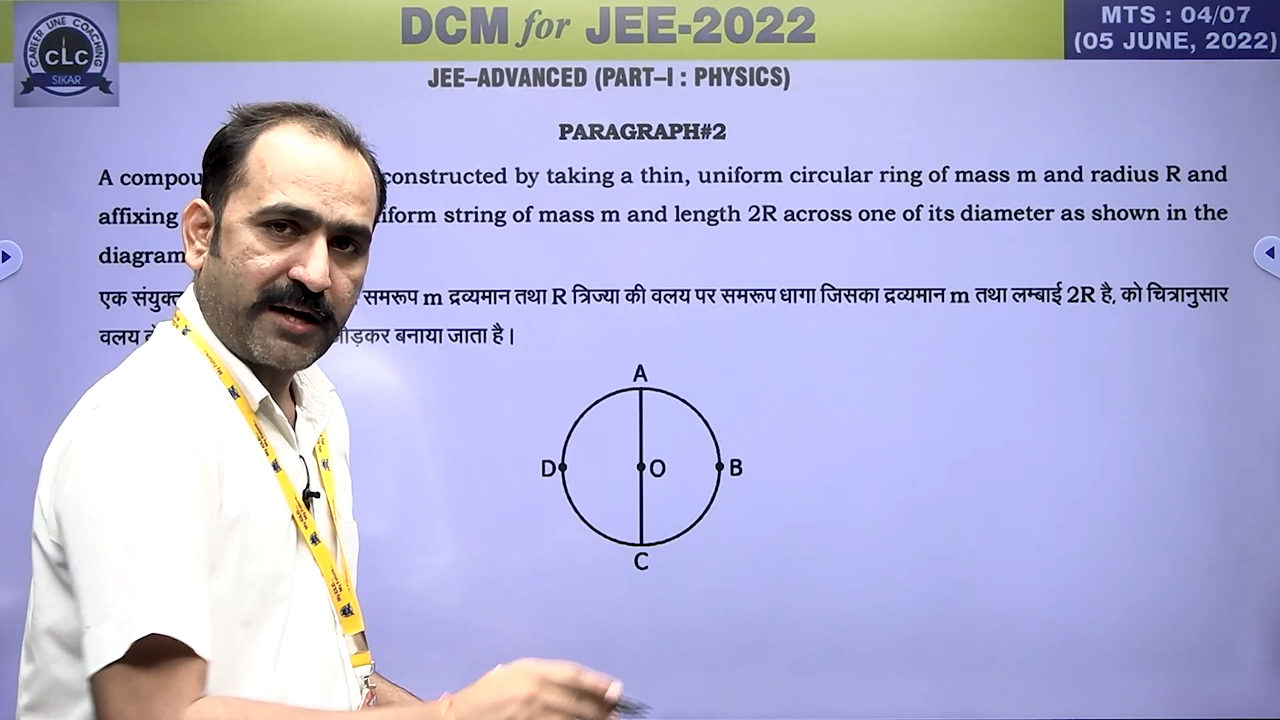 DCM for JEE-2022
MTS : 04/07
(05 JUNE, 2022)
CAREER LINE COACHING
CLC
SIKAR
JEE–ADVANCED (PART–I : PHYSICS)
PARAGRAPH#2
A compou constructed by taking a thin, uniform circular ring of mass m and radius R and
affixing iform string of mass m and length 2R across one of its diameter as shown in the
diagram
एक संयुक्त समरूप m द्रव्यमान तथा R त्रिज्या की वलय पर समरूप धागा जिसका द्रव्यमान m तथा लम्बाई 2R है, को चित्रानुसार
वलय जोड़कर बनाया जाता है।
A
D
O
B
C